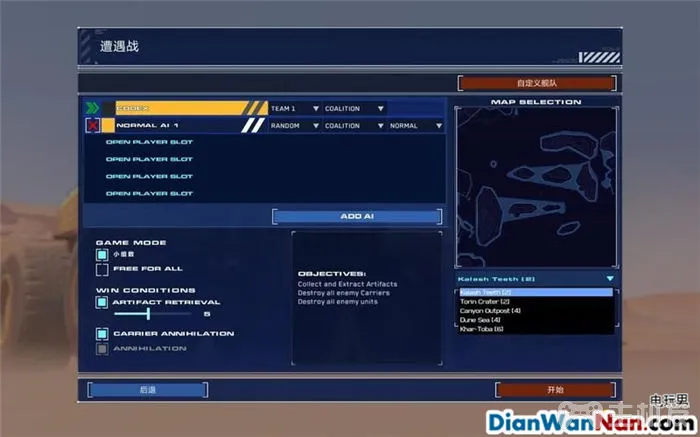 遭遇战
自定义舰队
CODEX TEAM 1 COALITION
NORMAL AI 1 RANDOM COALITION NORMAL
OPEN PLAYER SLOT
OPEN PLAYER SLOT
OPEN PLAYER SLOT
OPEN PLAYER SLOT
ADD AI
MAP SELECTION
Kalash Teeth [2]
Kalash Teeth [2]
Torin Crater [2]
Canyon Outpost [4]
Dune Sea [4]
Khar-Toba [6]
GAME MODE
小组数
FREE FOR ALL
WIN CONDITIONS
ARTIFACT RETRIEVAL
5
CARRIER ANNIHILATION
ANNIHILATION
OBJECTIVES:
Collect and Extract Artifacts
Destroy all enemy Carriers
Destroy all enemy units
后退
开始
电玩男
DianWanNan.com